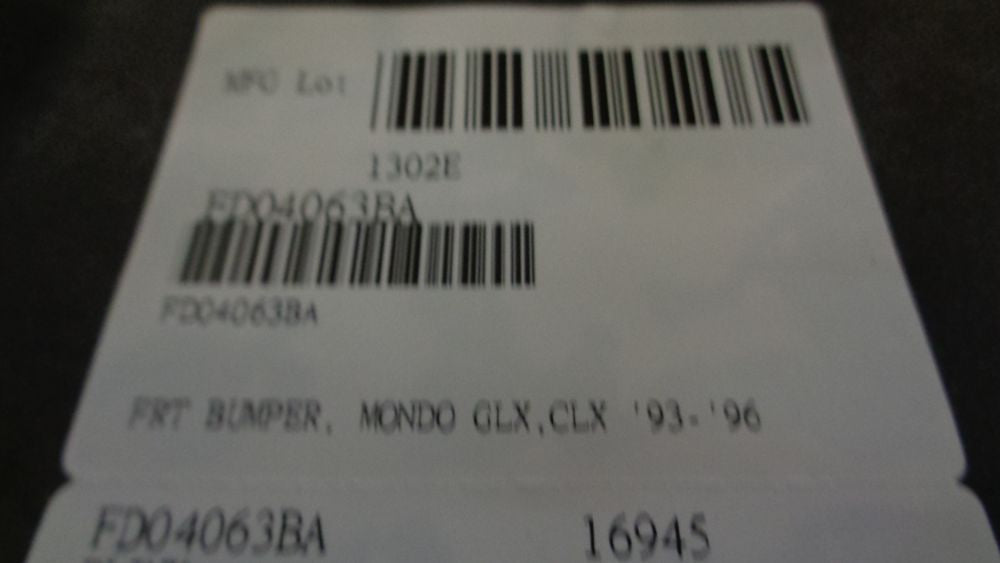 MFG Lot
1302E
FD04063BA
FD04063BA
FRT BUMPER, MONDO GLX,CLX '93-'96
FD04063BA 16945